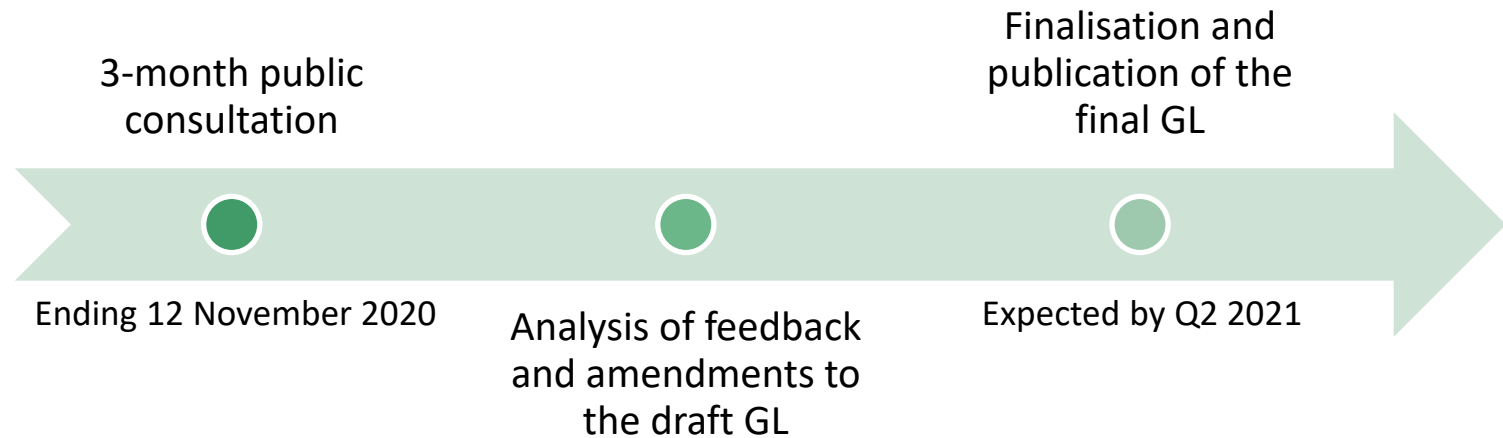 3-month public
consultation
Ending 12 November 2020
Analysis of feedback
and amendments to
the draft GL
Finalisation and
publication of the
final GL
Expected by Q2 2021